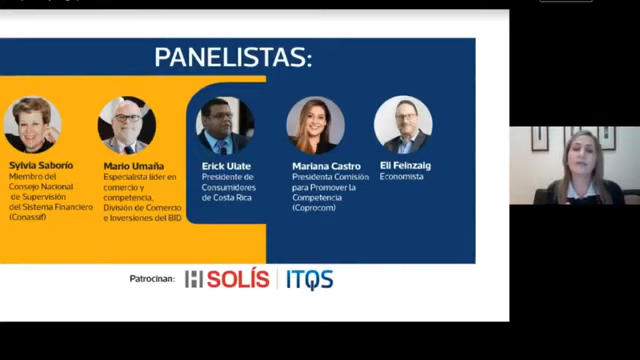 PANELISTAS:
Sylvia Saborío
Miembro del
Consejo Nacional
de Supervisión
del Sistema Financiero
(Conassif)
Mario Umaña
Especialista líder en
comercio y
competencia,
División de Comercio
e Inversiones del BID
Erick Ulate
Presidente de
Consumidores
de Costa Rica
Mariana Castro
Presidenta Comisión
para Promover la
Competencia
(Coprocom)
Eli Feinzaig
Economista
Patrocinan:
SOLÍS
ITQS